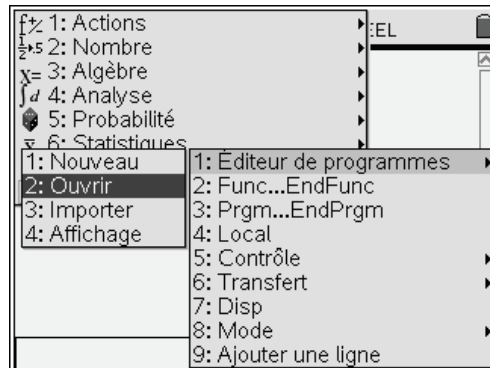 1: Actions
2: Nombre
3: Algèbre
4: Analyse
5: Probabilité
6: Statistiques
1: Nouveau
2: Ouvrir
3: Importer
4: Affichage
1: Éditeur de programmes
2: Func...EndFunc
3: Prgm...EndPrgm
4: Local
5: Contrôle
6: Transfert
7: Disp
8: Mode
9: Ajouter une ligne